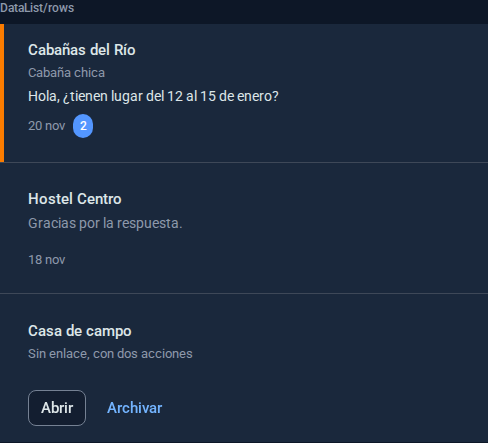 DataList/rows
Cabañas del Río
Cabaña chica
Hola, ¿tienen lugar del 12 al 15 de enero?
20 nov 2
Hostel Centro
Gracias por la respuesta.
18 nov
Casa de campo
Sin enlace, con dos acciones
Abrir Archivar